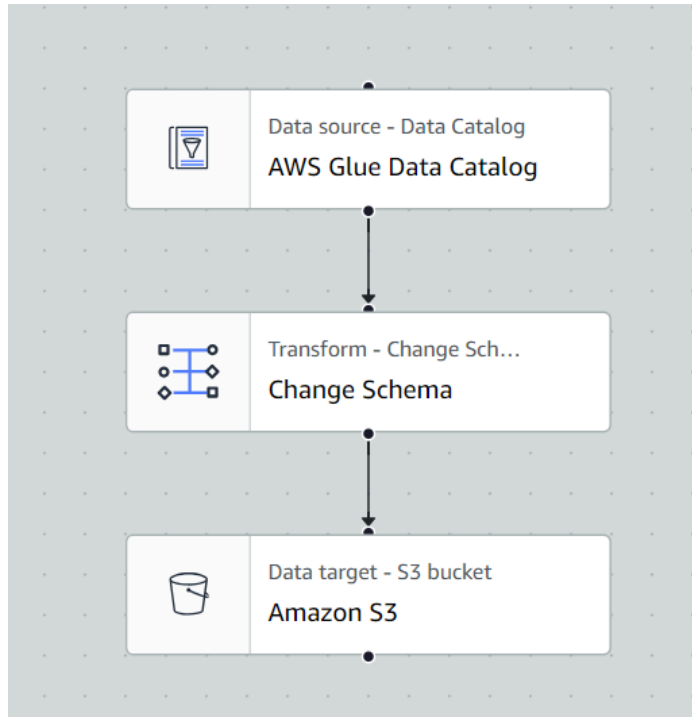 Data source - Data Catalog
AWS Glue Data Catalog
Transform - Change Sch...
Change Schema
Data target - S3 bucket
Amazon S3